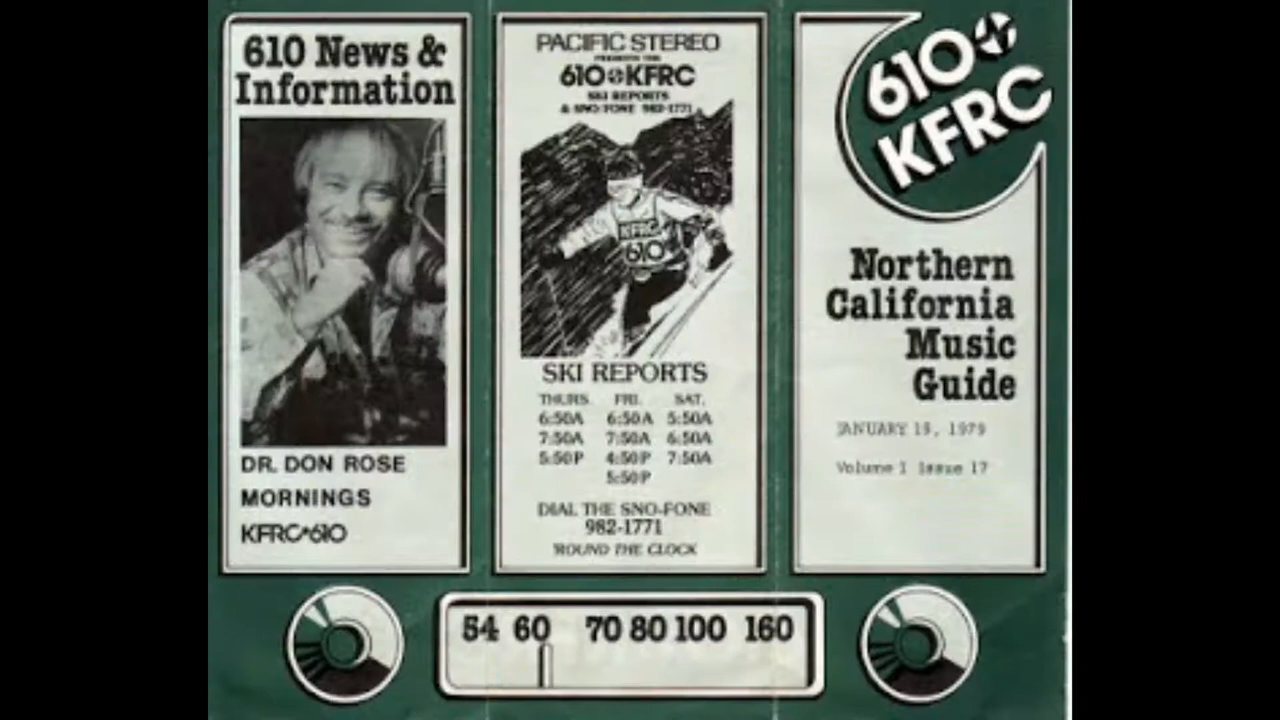 610 News &
Information
DR. DON ROSE
MORNINGS
KFRC*610
PACIFIC STEREO
PRESENTS THE
610 KFRC
SKI REPORTS
& SNO-FONE 982-1771
KFRC
610
SKI REPORTS
THURS. FRI. SAT.
6:50A 6:50A 5:50A
7:50A 7:50A 6:50A
5:50P 4:50P 7:50A
5:50P
DIAL THE SNO-FONE
982-1771
'ROUND THE CLOCK
610
KFRC
Northern
California
Music
Guide
JANUARY 19, 1979
Volume 1 Issue 17
54 60 70 80 100 160